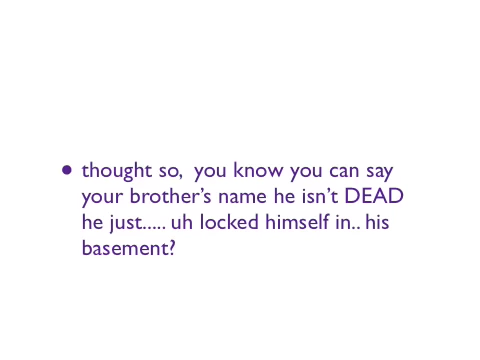 • thought so,  you know you can say
your brother’s name he isn’t DEAD
he just..... uh locked himself in.. his
basement?